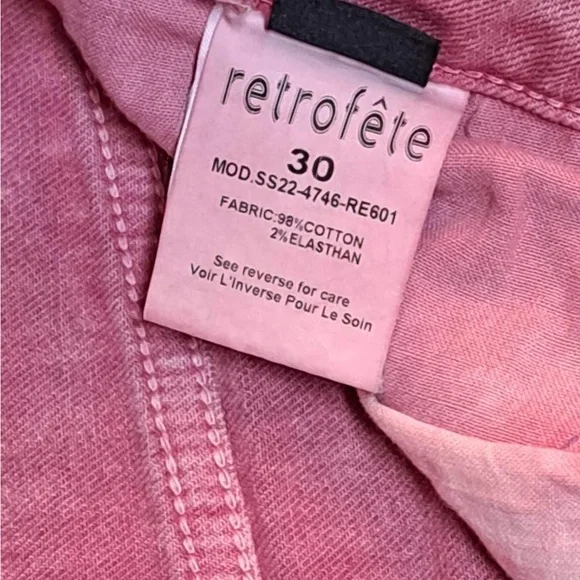 retrofête
30
MOD.SS22-4746-RE601
FABRIC:98%COTTON
2%ELASTHAN
See reverse for care
Voir L'Inverse Pour Le Soin